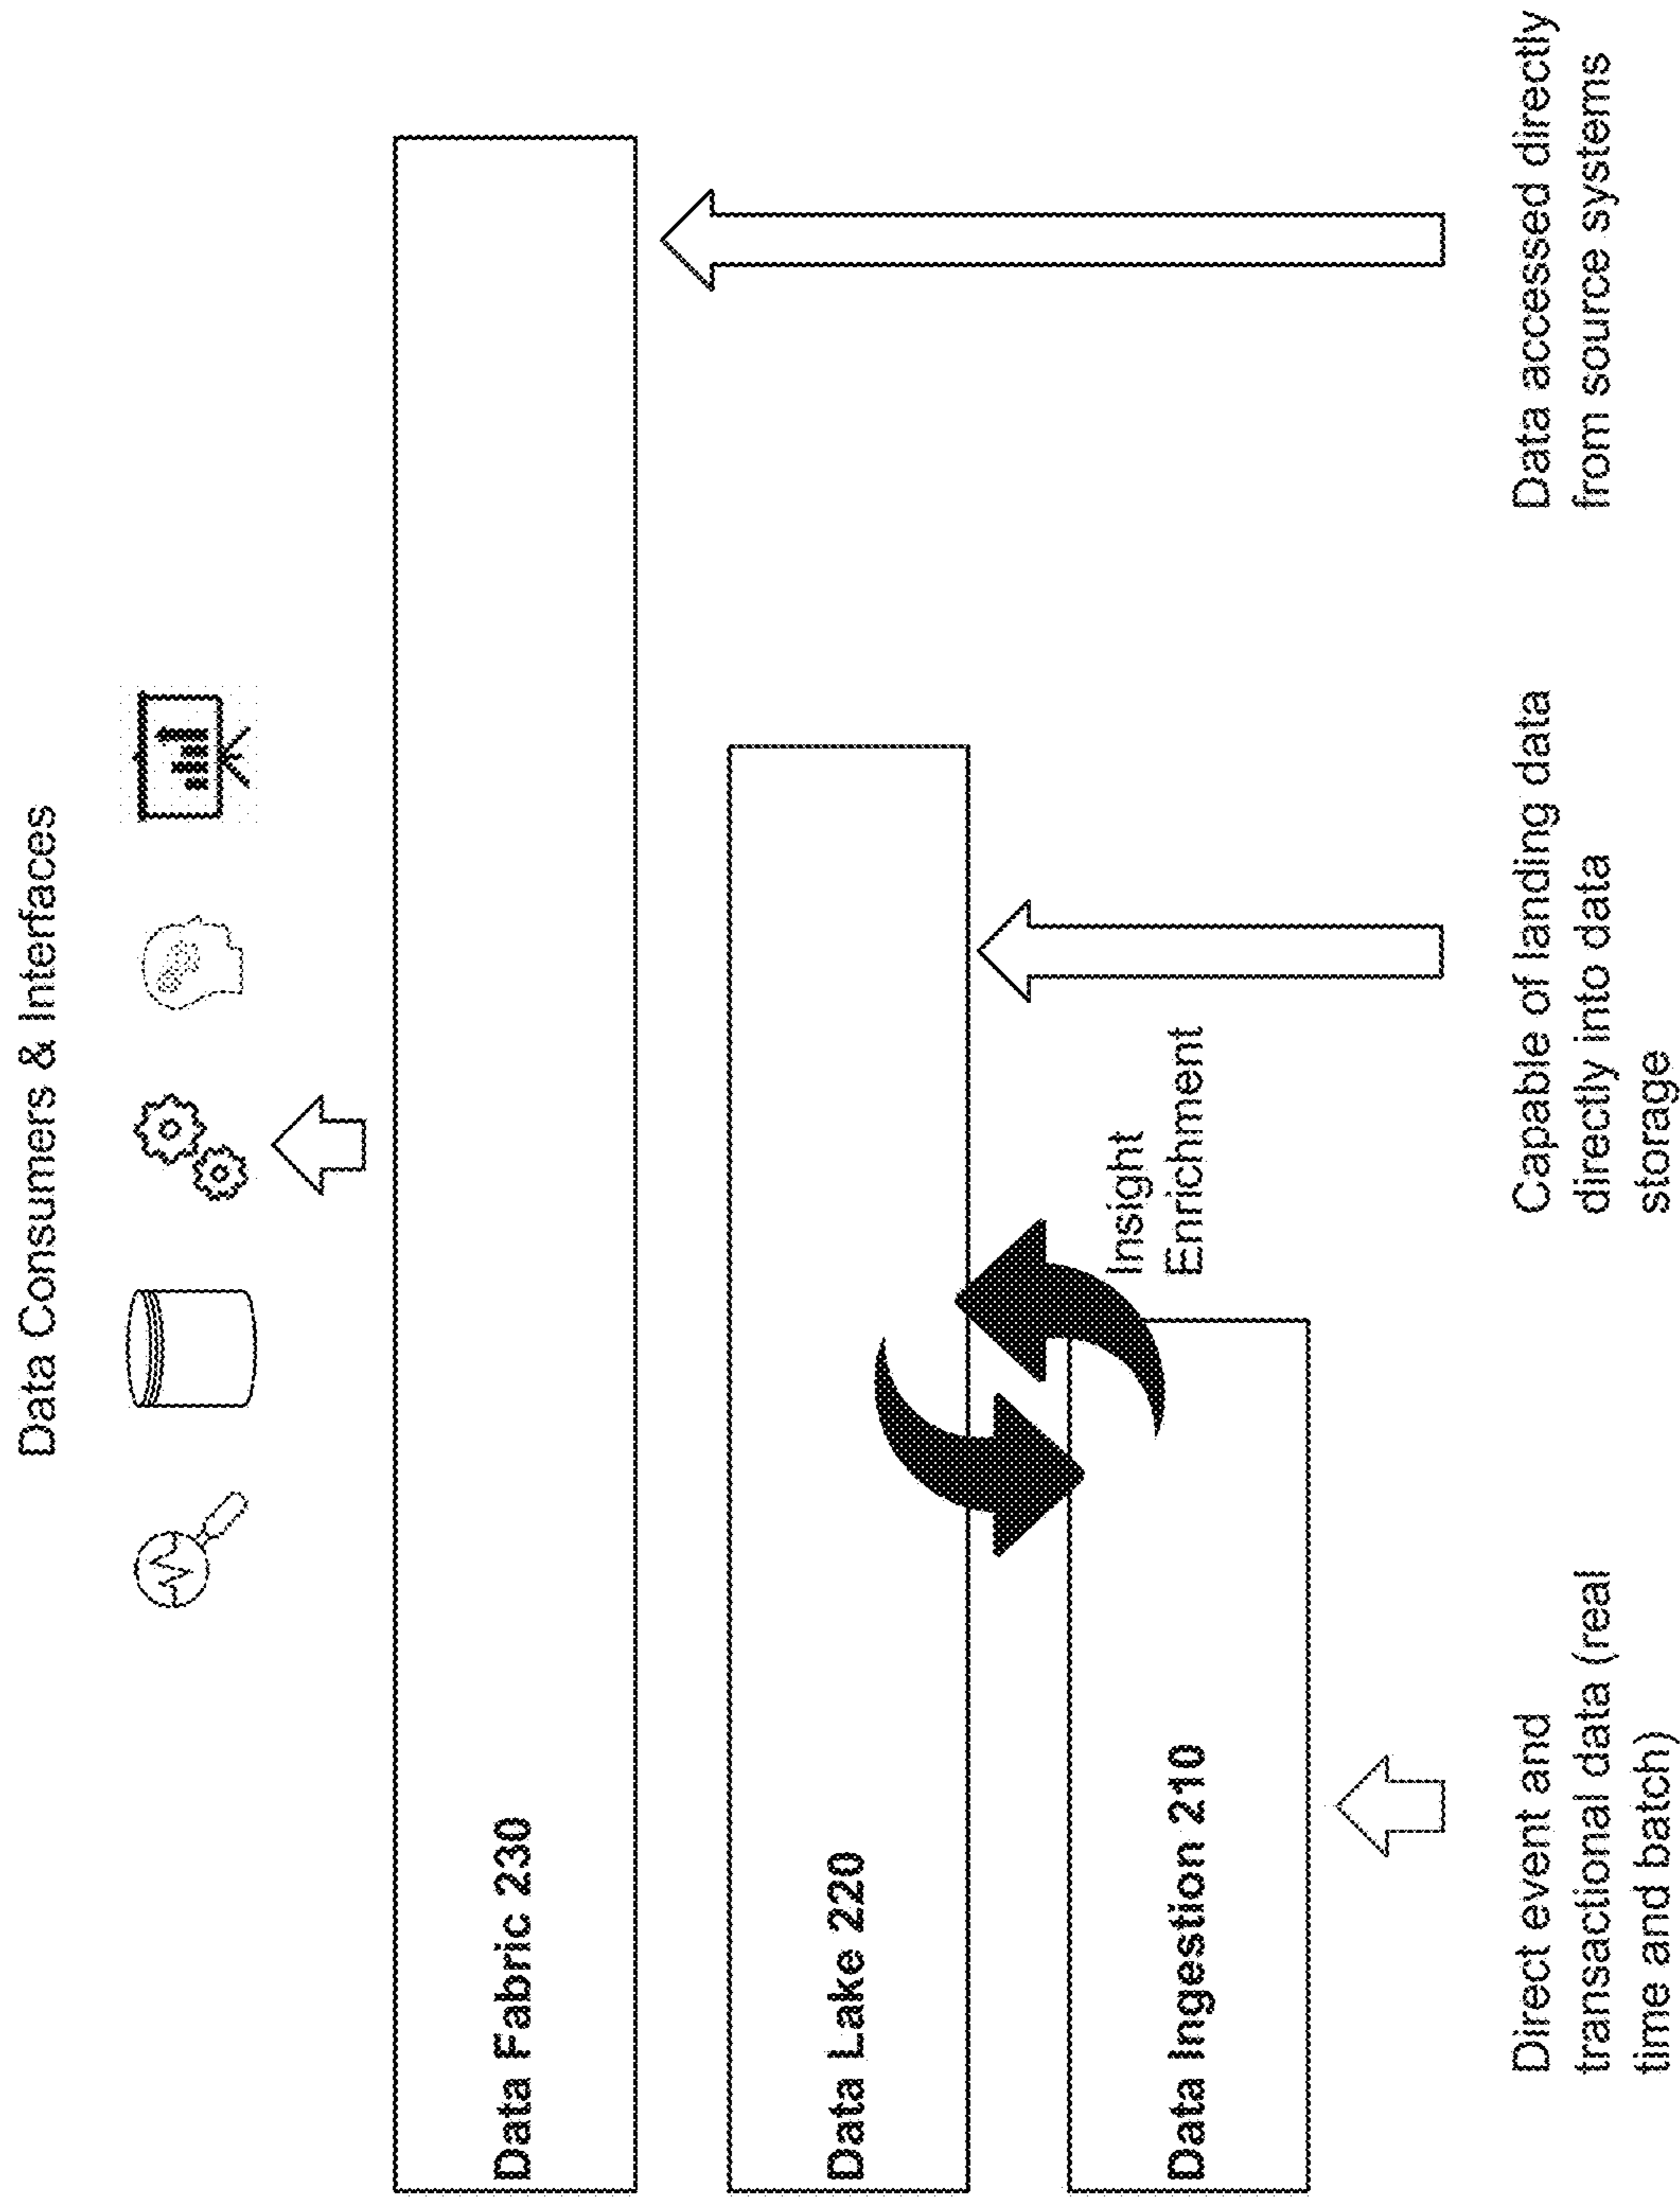 Data Consumers & Interfaces
Data Fabric 230
Data Lake 220
Insight
Enrichment
Data Ingestion 210
Direct event and
transactional data (real
time and batch)
Capable of landing data
directly into data
storage
Data accessed directly
from source systems